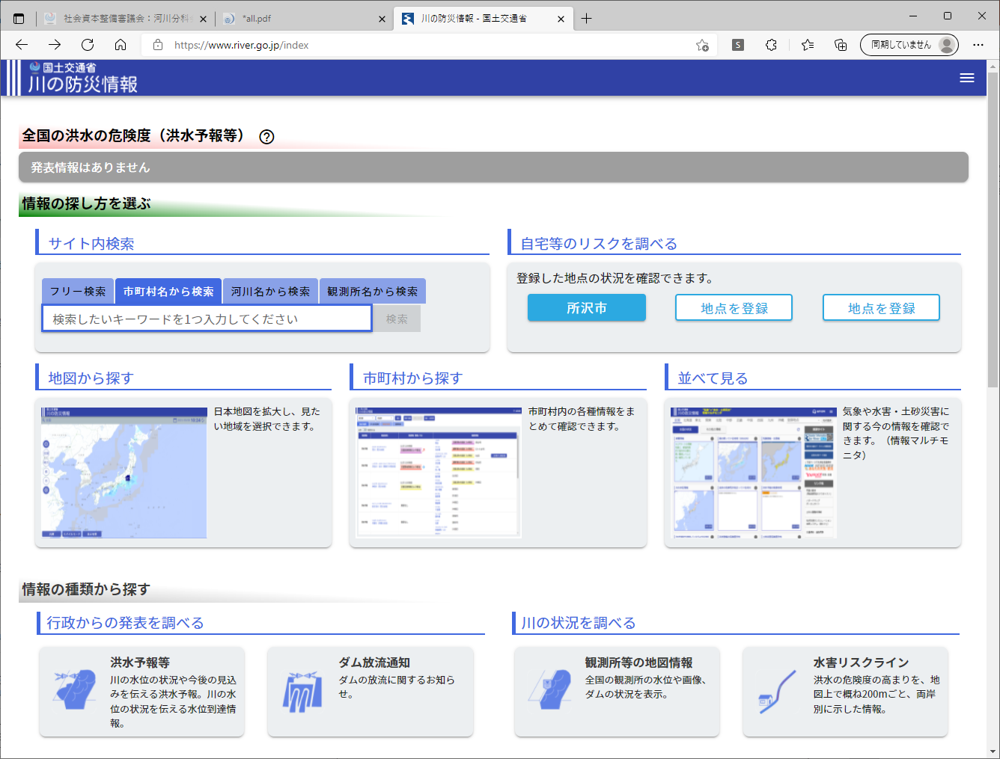 社会資本整備審議会：河川分科
*all.pdf
川の防災情報 - 国土交通省
https://www.river.go.jp/index
S
同期していません
国土交通省
川の防災情報
全国の洪水の危険度（洪水予報等） ?
発表情報はありません
情報の探し方を選ぶ
サイト内検索
フリー検索 市町村名から検索 河川名から検索 観測所名から検索
検索したいキーワードを1つ入力してください 検索
自宅等のリスクを調べる
登録した地点の状況を確認できます。
所沢市 地点を登録 地点を登録
地図から探す
日本地図を拡大し、見た
い地域を選択できます。
市町村から探す
市町村内の各種情報をま
とめて確認できます。
並べて見る
気象や水害・土砂災害に
関する今の情報を確認で
きます。（情報マルチモ
ニタ）
情報の種類から探す
行政からの発表を調べる
洪水予報等
川の水位の状況や今後の見込
みを伝える洪水予報。川の水
位の状況を伝える水位到達情
報。
ダム放流通知
ダムの放流に関するお知ら
せ。
川の状況を調べる
観測所等の地図情報
全国の観測所の水位や画像、
ダムの状況を表示。
水害リスクライン
洪水の危険度の高まりを、地
図上で概ね200mごと、両岸
別に示した情報。